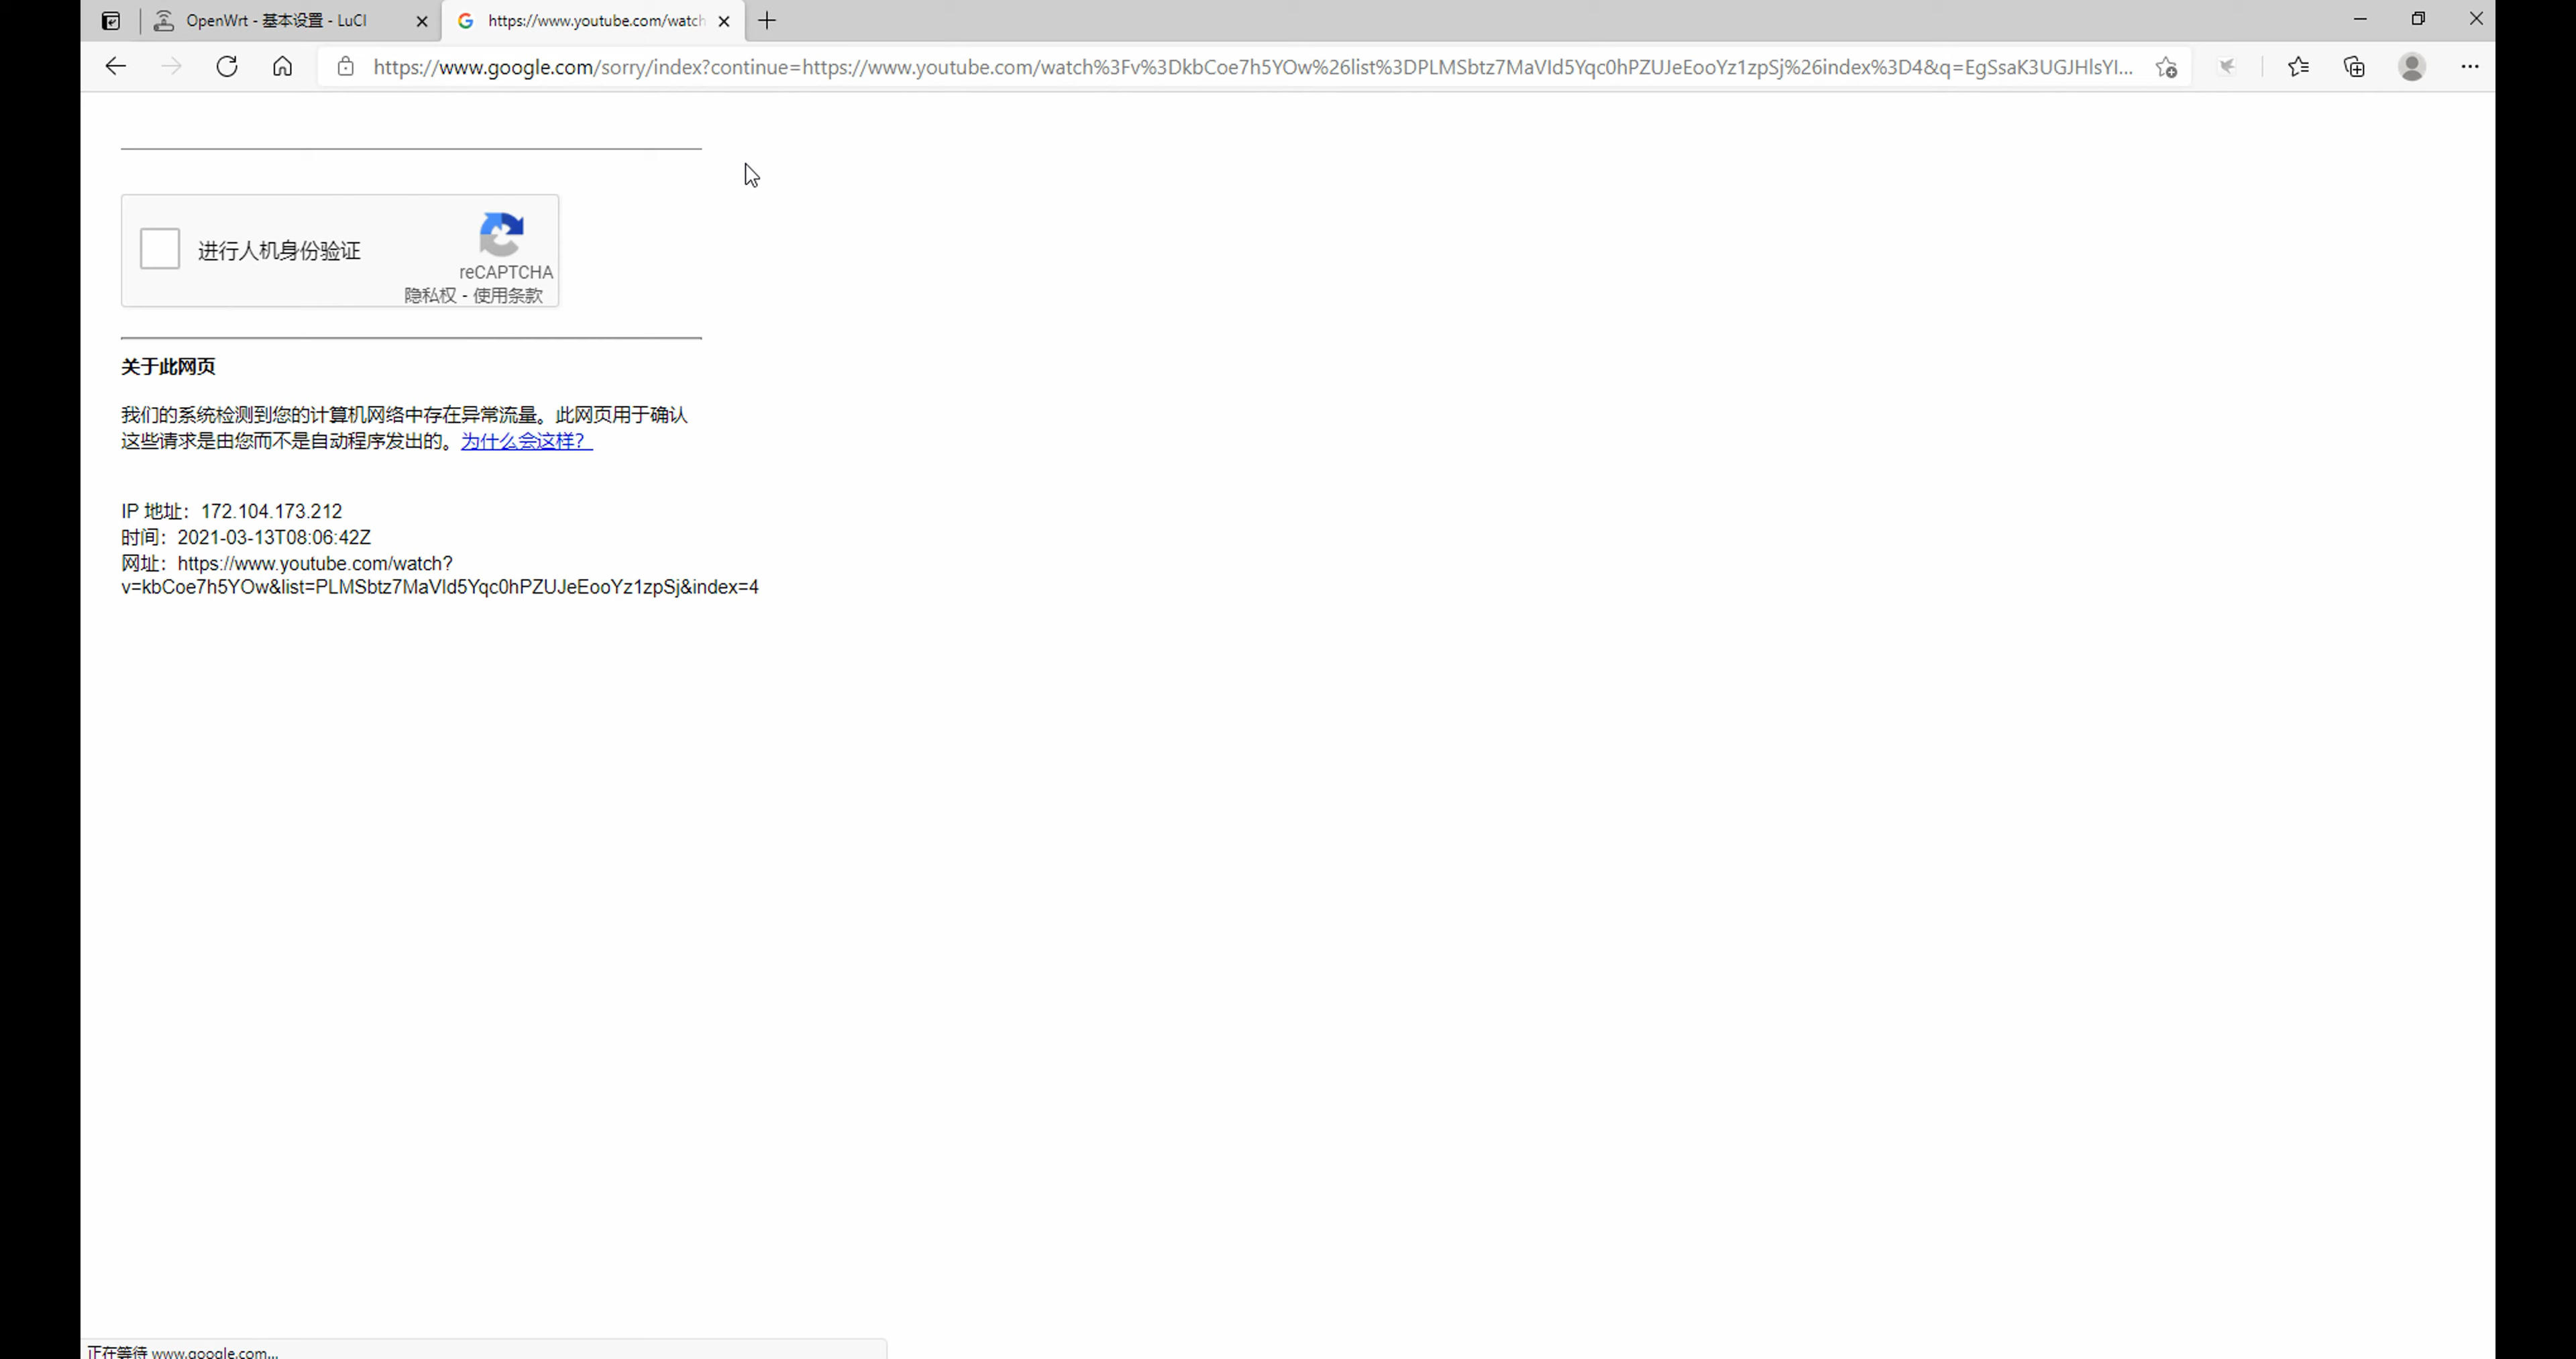 OpenWrt - 基本设置 - LuCI
https://www.youtube.com/watch
https://www.google.com/sorry/index?continue=https://www.youtube.com/watch%3Fv%3DkbCoe7h5YOw%26list%3DPLMSbtz7MaVId5Yqc0hPZUJeEooYz1zpSj%26index%3D4&q=EgSsaK3UGJHlsYI...
进行人机身份验证
reCAPTCHA
隐私权 - 使用条款
关于此网页
我们的系统检测到您的计算机网络中存在异常流量。此网页用于确认
这些请求是由您而不是自动程序发出的。为什么会这样？
IP 地址：172.104.173.212
时间：2021-03-13T08:06:42Z
网址：https://www.youtube.com/watch?
v=kbCoe7h5YOw&list=PLMSbtz7MaVId5Yqc0hPZUJeEooYz1zpSj&index=4
正在等待 www.google.com...